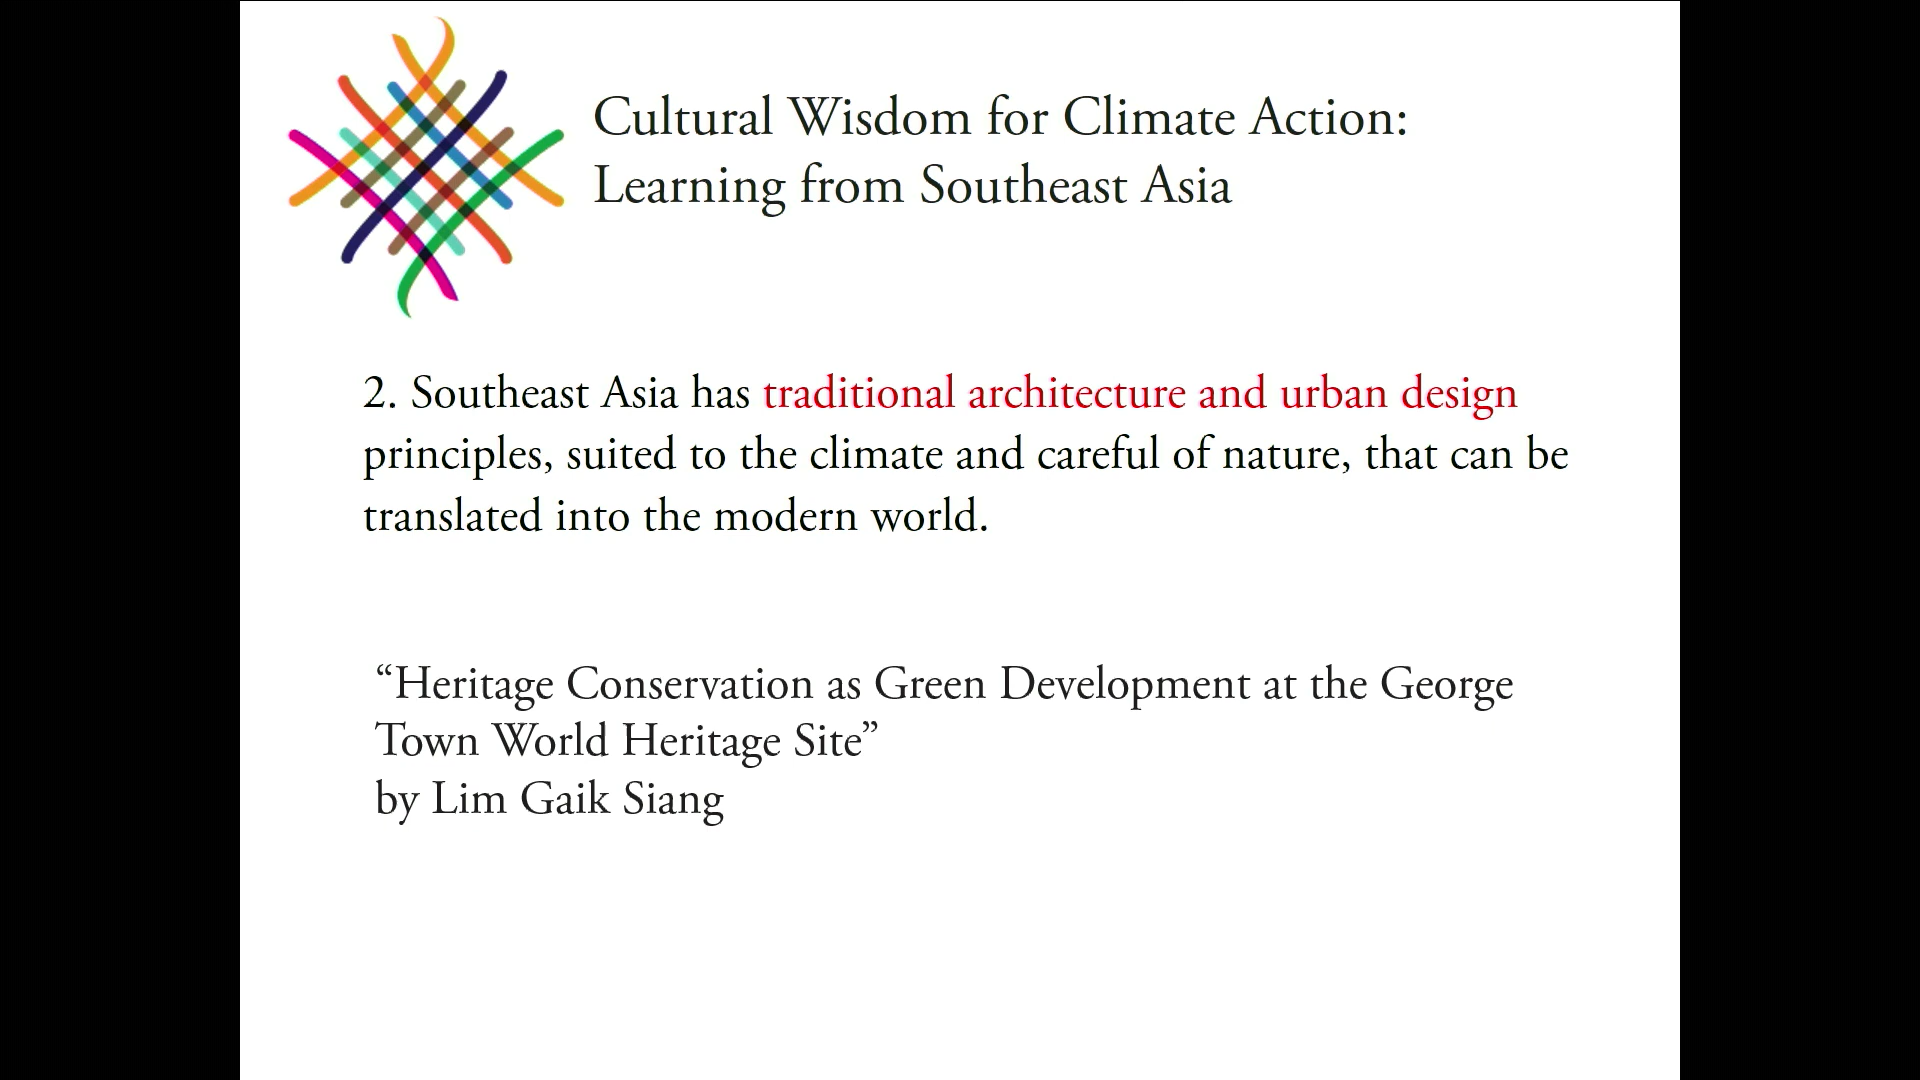 Cultural Wisdom for Climate Action:
Learning from Southeast Asia
2. Southeast Asia has traditional architecture and urban design
principles, suited to the climate and careful of nature, that can be
translated into the modern world.
“Heritage Conservation as Green Development at the George
Town World Heritage Site”
by Lim Gaik Siang